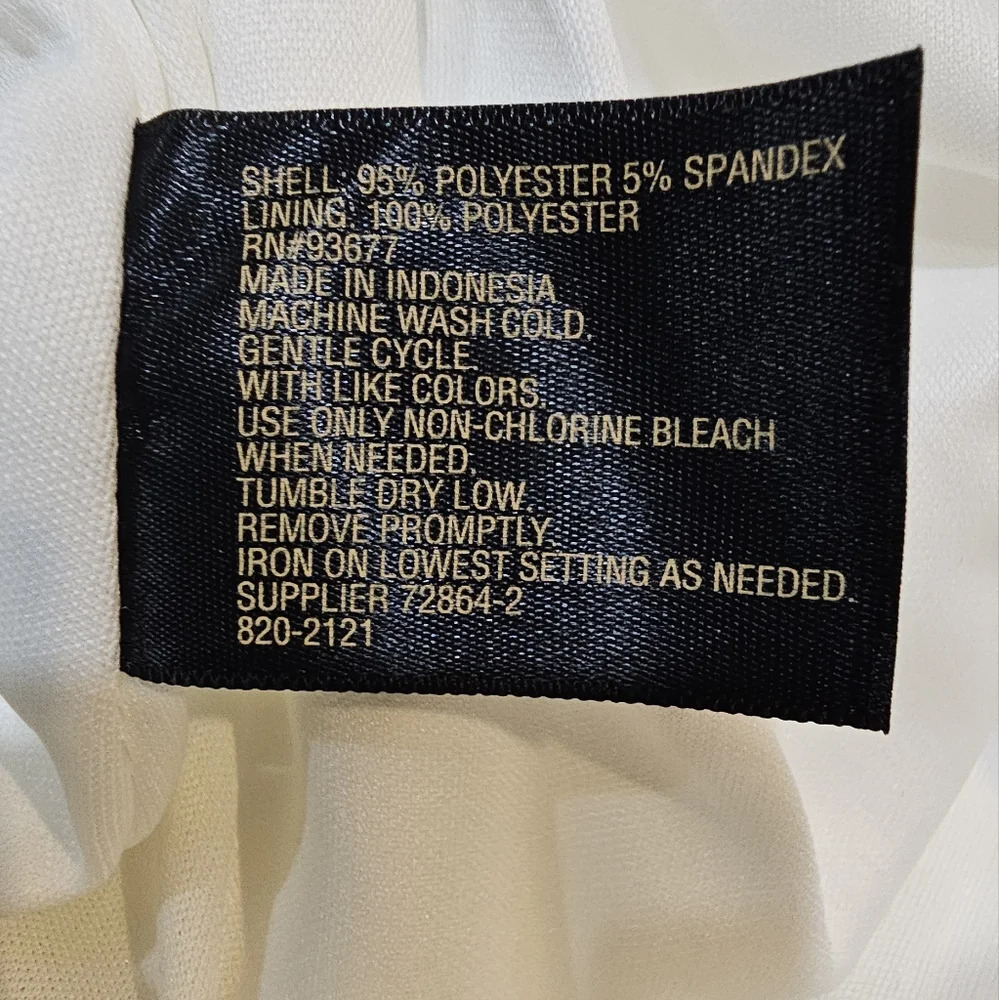 SHELL: 95% POLYESTER 5% SPANDEX
LINING: 100% POLYESTER
RN#93677
MADE IN INDONESIA
MACHINE WASH COLD.
GENTLE CYCLE.
WITH LIKE COLORS.
USE ONLY NON-CHLORINE BLEACH
WHEN NEEDED.
TUMBLE DRY LOW.
REMOVE PROMPTLY.
IRON ON LOWEST SETTING AS NEEDED.
SUPPLIER 72864-2
820-2121